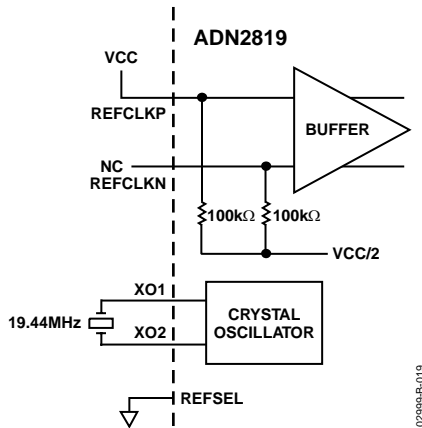 ADN2819
VCC
REFCLKP
BUFFER
NC
REFCLKN
100kΩ
100kΩ
VCC/2
XO1
19.44MHz
CRYSTAL
OSCILLATOR
XO2
REFSEL
02999-B-019